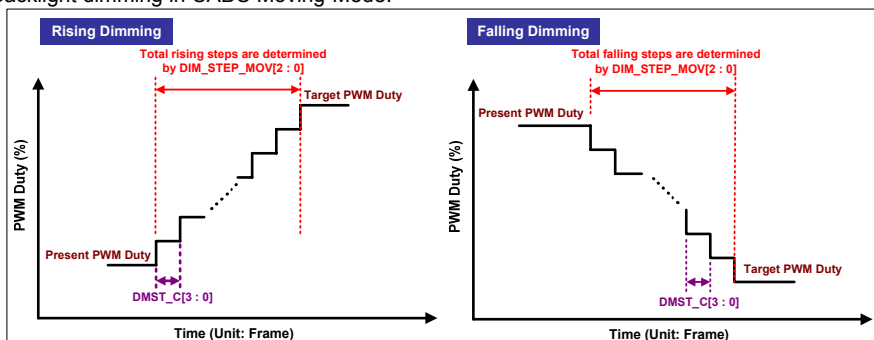 backlight dimming in CABC Moving Mode.
Rising Dimming
Total rising steps are determined
by DIM_STEP_MOV[2 : 0]
Target PWM Duty
PWM Duty (%)
Present PWM Duty
DMST_C[3 : 0]
Time (Unit: Frame)
Falling Dimming
Total falling steps are determined
by DIM_STEP_MOV[2 : 0]
Present PWM Duty
PWM Duty (%)
Target PWM Duty
DMST_C[3 : 0]
Time (Unit: Frame)